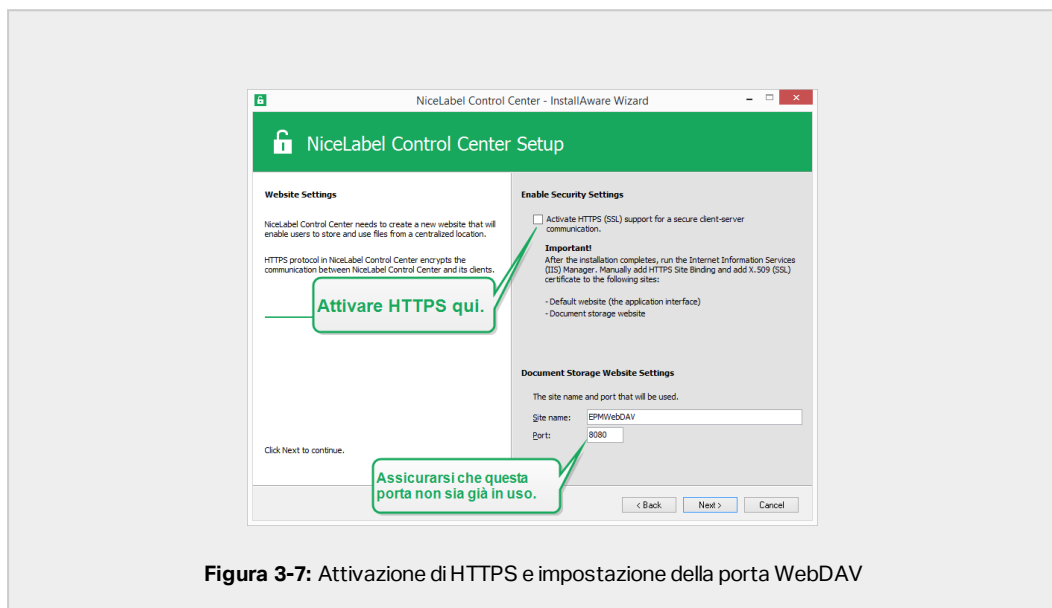 NiceLabel Control Center - InstallAware Wizard
NiceLabel Control Center Setup
Website Settings
NiceLabel Control Center needs to create a new website that will
enable users to store and use files from a centralized location.
HTTPS protocol in NiceLabel Control Center encrypts the
communication between NiceLabel Control Center and its clients.
Attivare HTTPS qui.
Click Next to continue.
Enable Security Settings
Activate HTTPS (SSL) support for a secure client-server
communication.
Important!
After the installation completes, run the Internet Information Services
(IIS) Manager. Manually add HTTPS Site Binding and add X.509 (SSL)
certificate to the following sites:
- Default website (the application interface)
- Document storage website
Document Storage Website Settings
The site name and port that will be used.
Site name: EPMWebDAV
Port: 8080
Assicurarsi che questa
porta non sia già in uso.
< Back Next > Cancel
Figura 3-7: Attivazione di HTTPS e impostazione della porta WebDAV